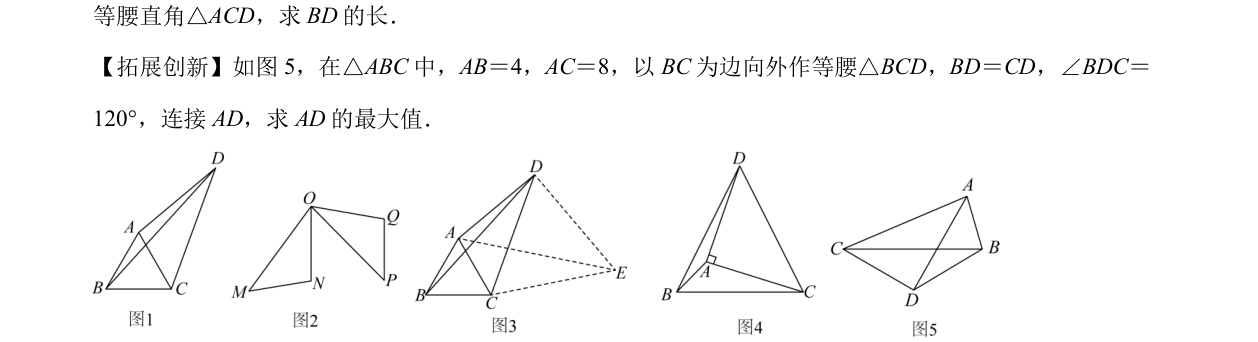 等腰直角△ACD，求BD的长．
【拓展创新】如图5，在△ABC中，AB＝4，AC＝8，以BC为边向外作等腰△BCD，BD＝CD，∠BDC＝
120°，连接AD，求AD的最大值．
D
A
B
C
图1
O
Q
M
N
P
图2
D
A
B
C
E
图3
D
A
B
C
图4
A
C
B
D
图5